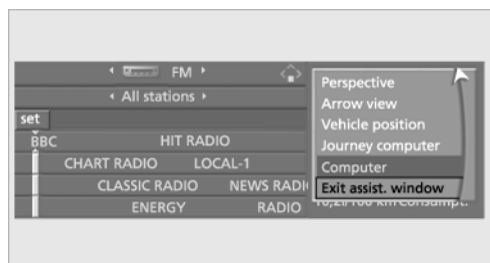 FM
All stations
set
BBC HIT RADIO
CHART RADIO LOCAL-1
CLASSIC RADIO NEWS RADI
ENERGY RADIO
Perspective
Arrow view
Vehicle position
Journey computer
Computer
Exit assist. window
km Consumpt.